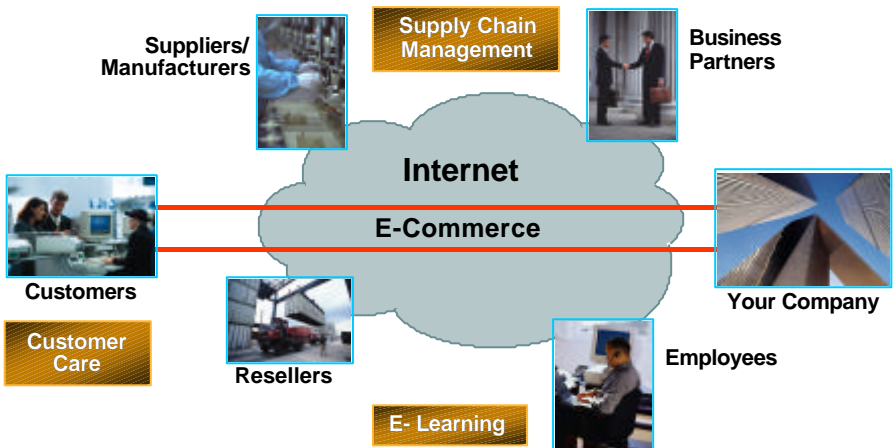 Supply Chain
Management
Suppliers/
Manufacturers
Business
Partners
Internet
E-Commerce
Customers
Your Company
Customer
Care
Resellers
Employees
E- Learning